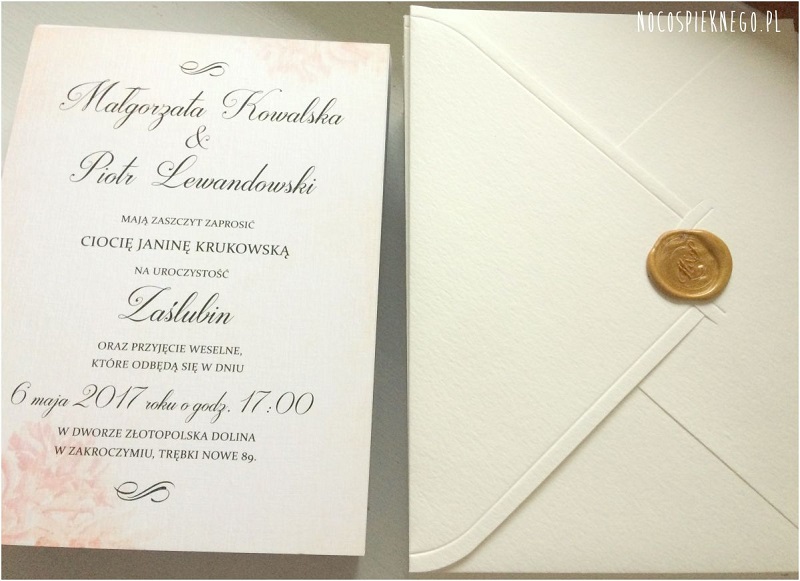 NOCOSPIEKNEGO.PL
Małgorzata Kowalska
&
Piotr Lewandowski
MAJĄ ZASZCZYT ZAPROSIĆ
CIOCIĘ JANINĘ KRUKOWSKĄ
NA UROCZYSTOŚĆ
Zaślubin
ORAZ PRZYJĘCIE WESELNE,
KTÓRE ODBĘDĄ SIĘ W DNIU
6 maja 2017 roku o godz. 17:00
W DWORZE ZŁOTOPOLSKA DOLINA
W ZAKROCZYMIU, TRĘBKI NOWE 89.